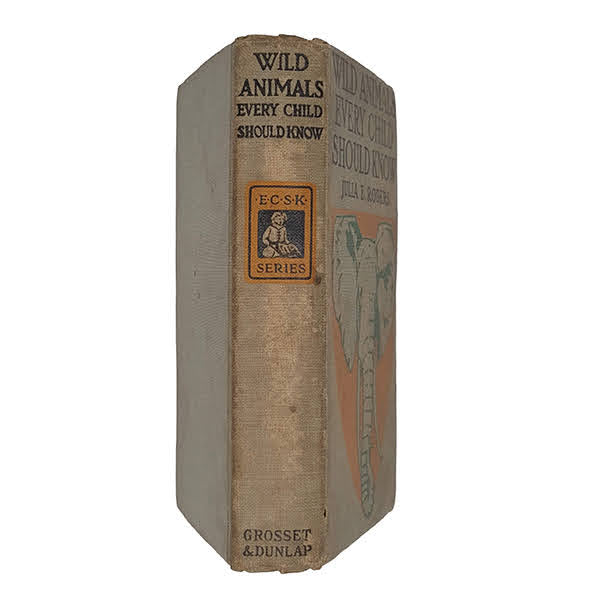 WILD
ANIMALS
EVERY CHILD
SHOULD KNOW
·E·C·S·K·
SERIES
GROSSET
& DUNLAP
WILD ANIMALS
EVERY CHILD
SHOULD KNOW
JULIA E. ROGERS